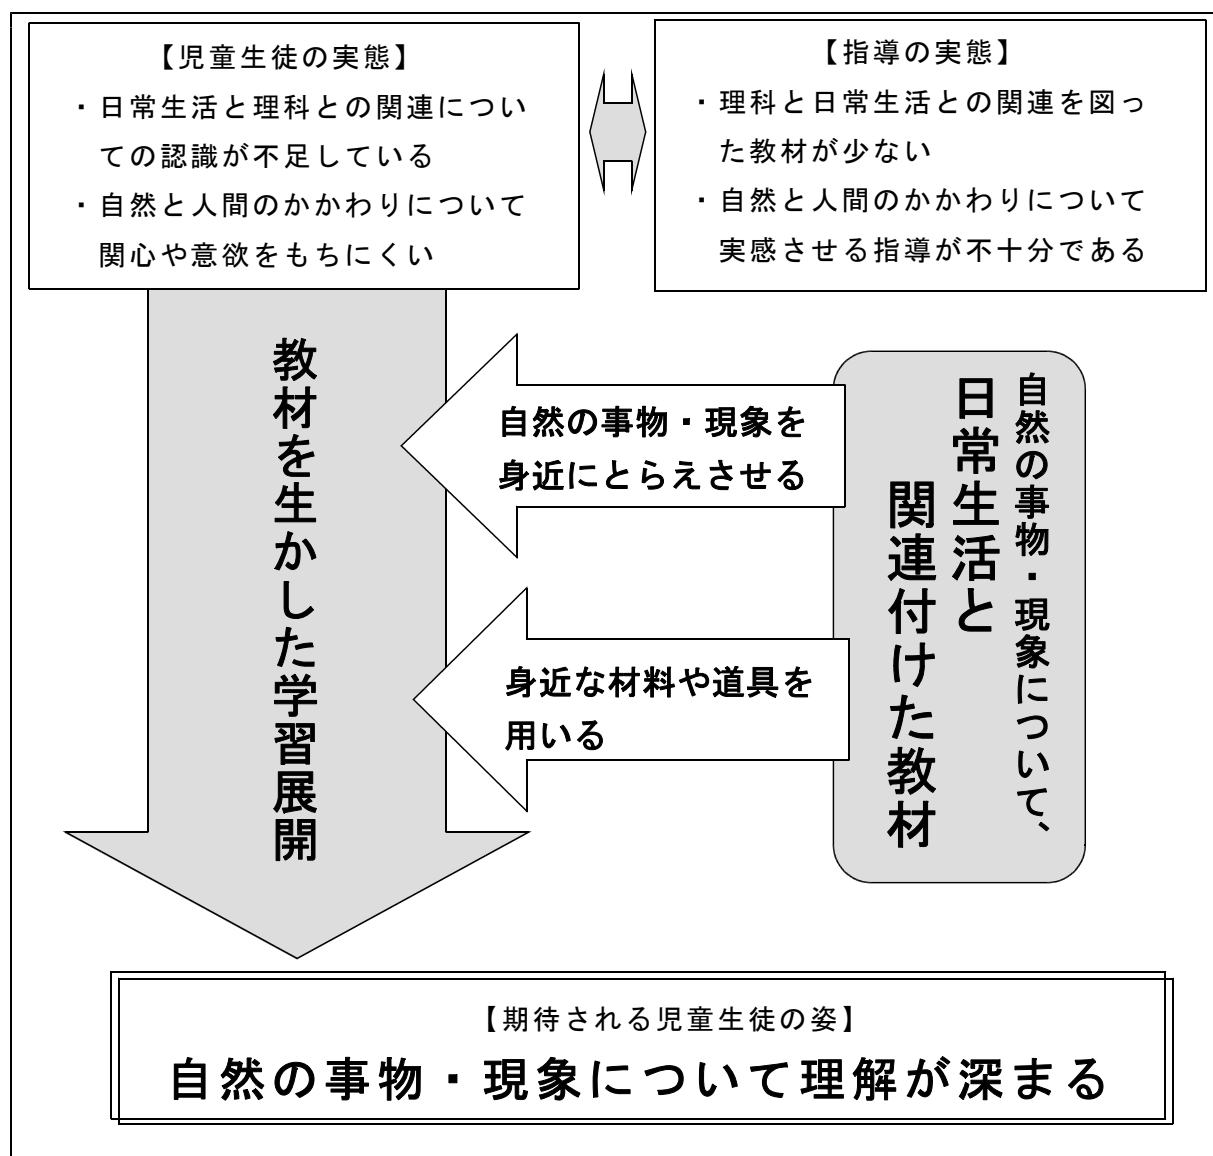 【児童生徒の実態】
・日常生活と理科との関連につい
ての認識が不足している
・自然と人間のかかわりについて
関心や意欲をもちにくい
【指導の実態】
・理科と日常生活との関連を図っ
た教材が少ない
・自然と人間のかかわりについて
実感させる指導が不十分である
教材を生かした学習展開
自然の事物・現象を
身近にとらえさせる
身近な材料や道具を
用いる
自然の事物・現象について、
日常生活と
関連付けた教材
【期待される児童生徒の姿】
自然の事物・現象について理解が深まる